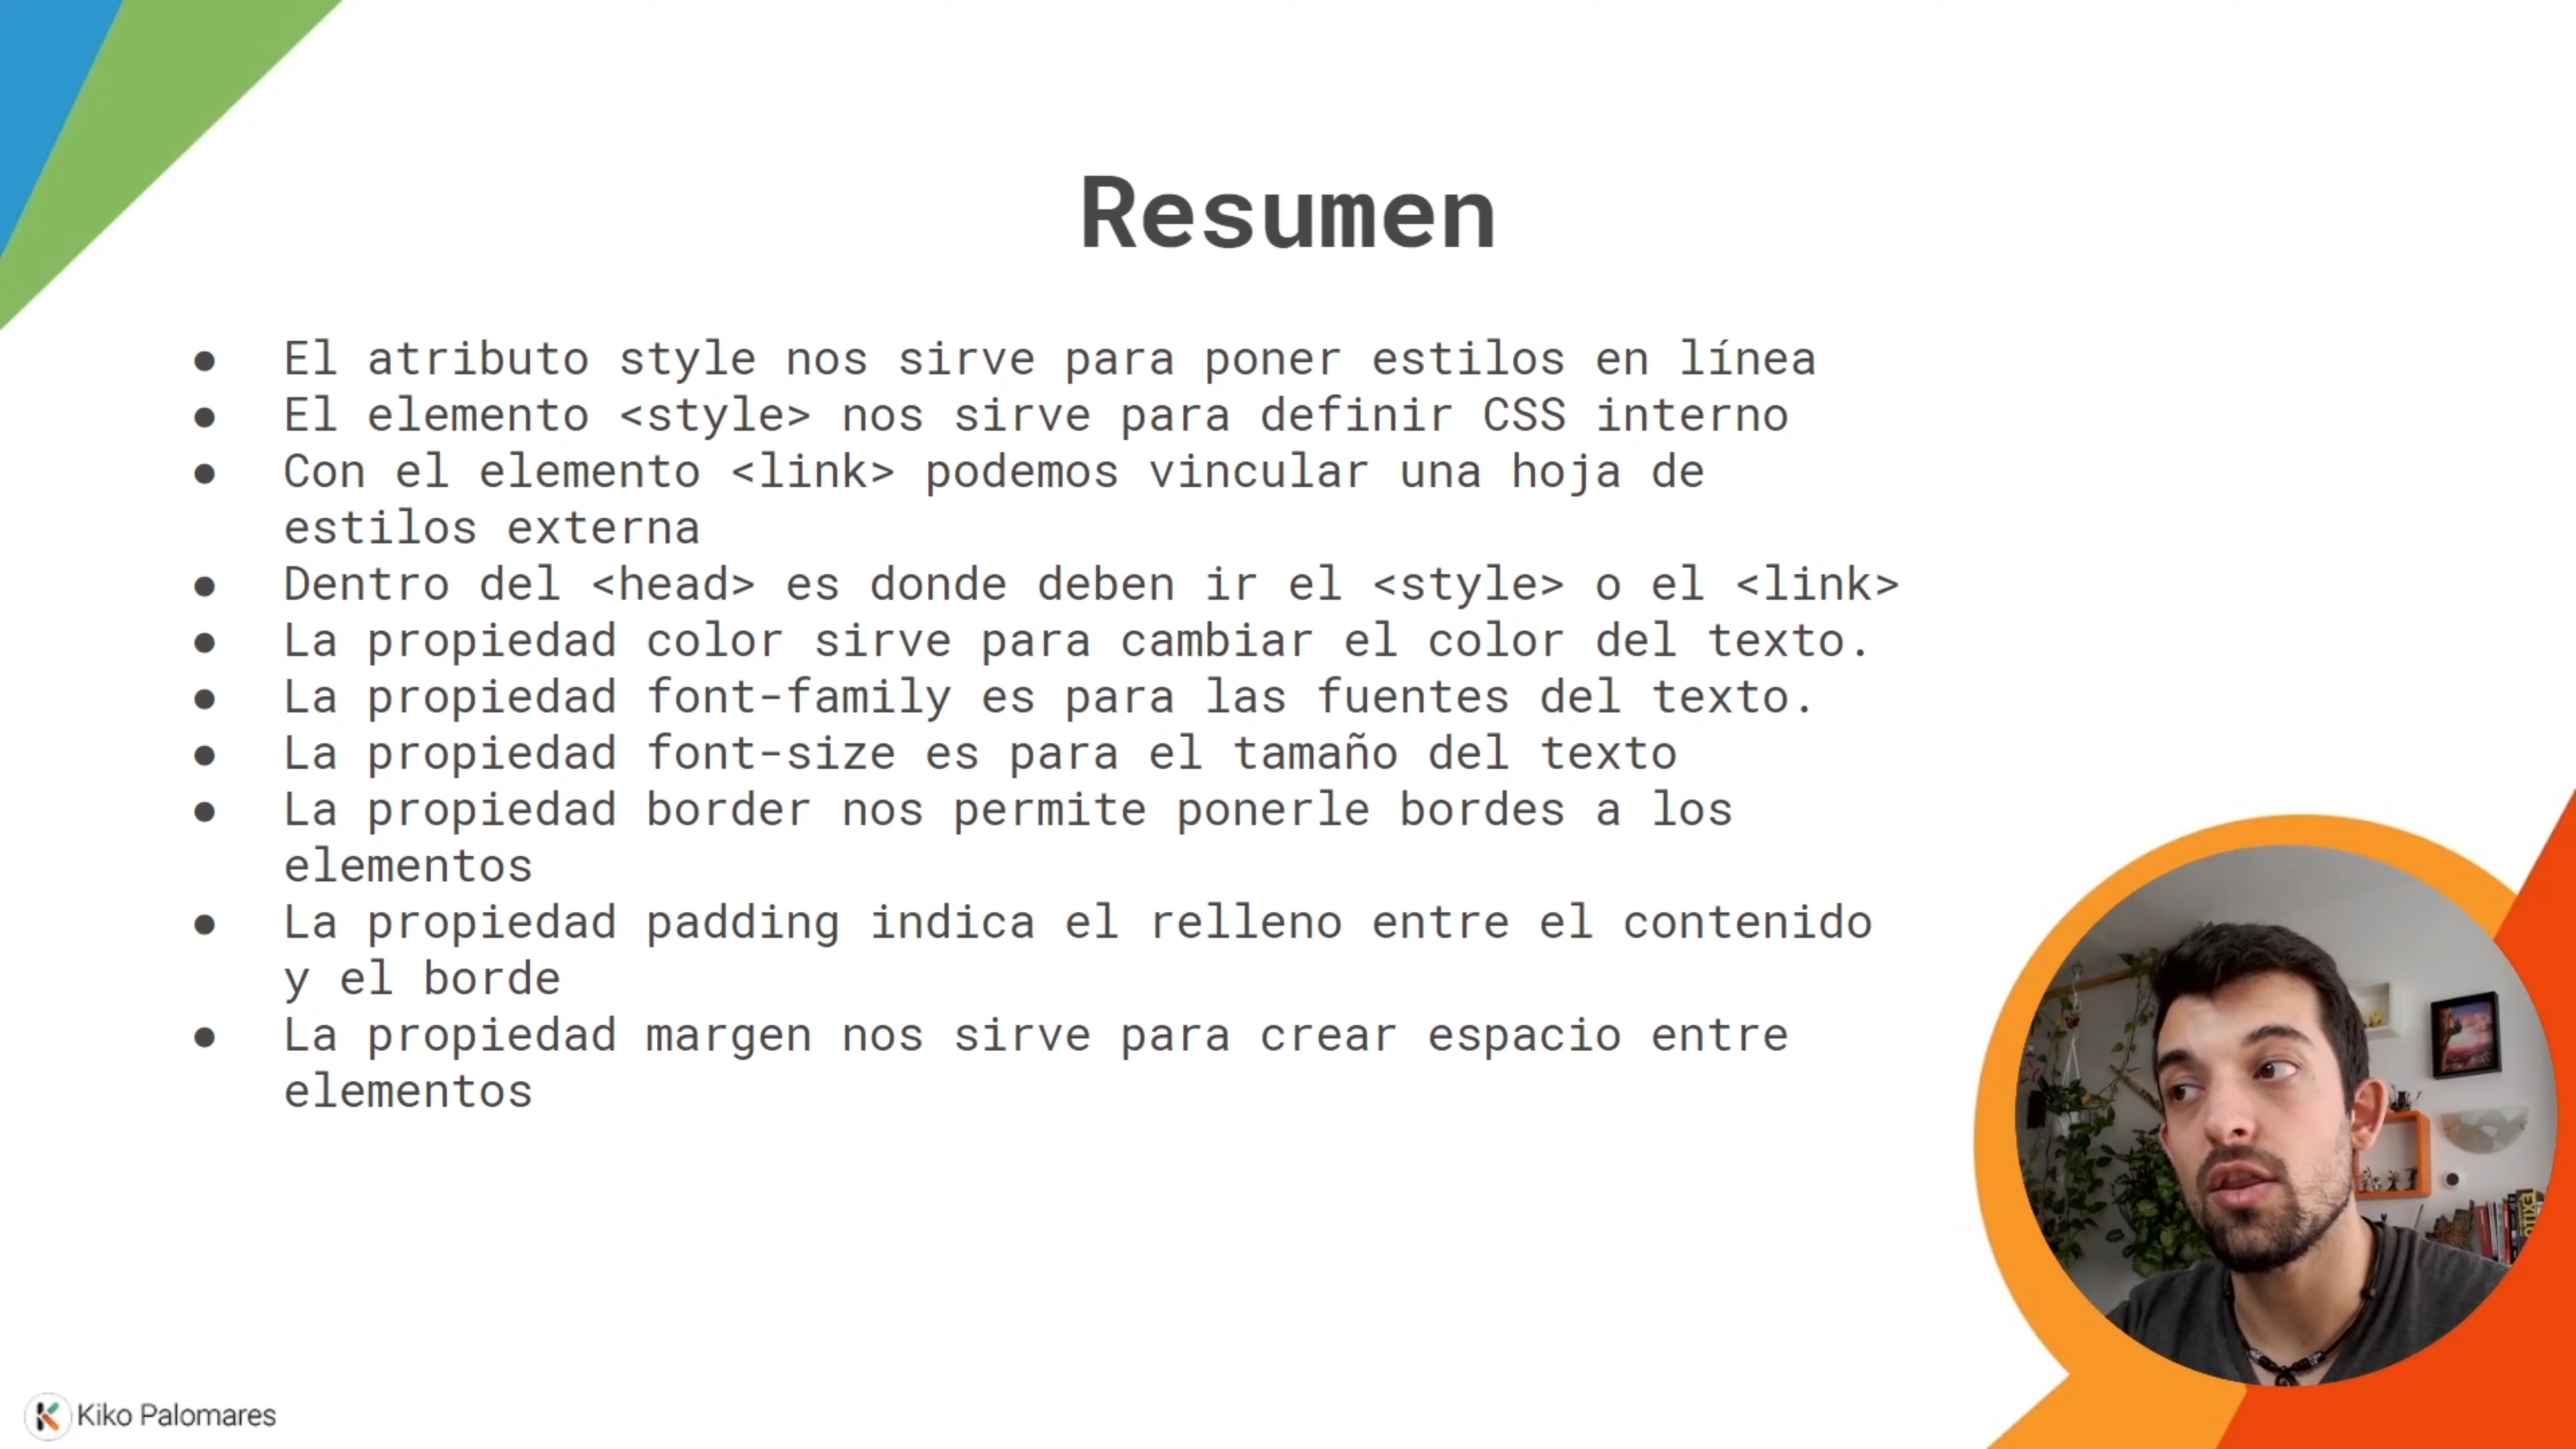 Resumen
● El atributo style nos sirve para poner estilos en línea
● El elemento <style> nos sirve para definir CSS interno
● Con el elemento <link> podemos vincular una hoja de
estilos externa
● Dentro del <head> es donde deben ir el <style> o el <link>
● La propiedad color sirve para cambiar el color del texto.
● La propiedad font-family es para las fuentes del texto.
● La propiedad font-size es para el tamaño del texto
● La propiedad border nos permite ponerle bordes a los
elementos
● La propiedad padding indica el relleno entre el contenido
y el borde
● La propiedad margen nos sirve para crear espacio entre
elementos
Kiko Palomares